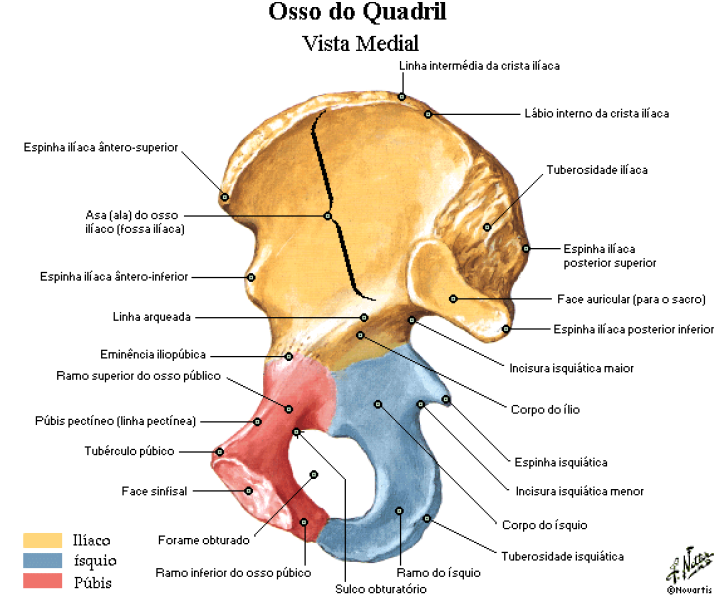 Osso do Quadril
Vista Medial
Linha intermédia da crista ilíaca
Lábio interno da crista ilíaca
Espinha ilíaca ântero-superior
Tuberosidade ilíaca
Asa (ala) do osso
ilíaco (fossa ilíaca)
Espinha ilíaca
posterior superior
Espinha ilíaca ântero-inferior
Face auricular (para o sacro)
Linha arqueada
Espinha ilíaca posterior inferior
Eminência iliopúbica
Incisura isquiática maior
Ramo superior do osso público
Corpo do ílio
Púbis pectíneo (linha pectínea)
Tubérculo púbico
Espinha isquiática
Face sinfisal
Incisura isquiática menor
Corpo do ísquio
Ilíaco
Forame obturado
ísquio
Tuberosidade isquiática
Púbis
Ramo inferior do osso púbico
Ramo do ísquio
Sulco obturatório
©Novartis